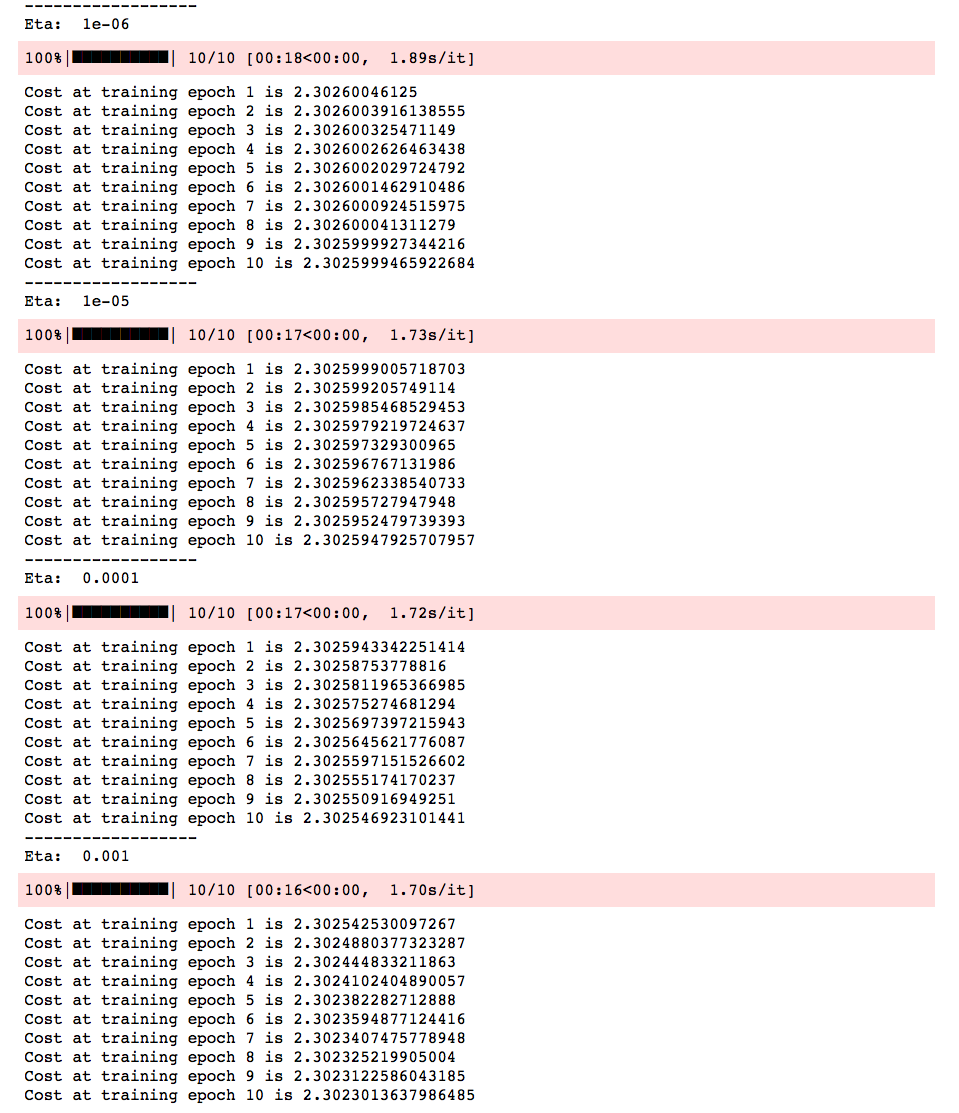 ------------------
Eta:  1e-06
100%|██████████| 10/10 [00:18<00:00,  1.89s/it]
Cost at training epoch 1 is 2.30260046125
Cost at training epoch 2 is 2.3026003916138555
Cost at training epoch 3 is 2.302600325471149
Cost at training epoch 4 is 2.3026002626463438
Cost at training epoch 5 is 2.3026002029724792
Cost at training epoch 6 is 2.3026001462910486
Cost at training epoch 7 is 2.3026000924515975
Cost at training epoch 8 is 2.302600041311279
Cost at training epoch 9 is 2.3025999927344216
Cost at training epoch 10 is 2.3025999465922684
------------------
Eta:  1e-05
100%|██████████| 10/10 [00:17<00:00,  1.73s/it]
Cost at training epoch 1 is 2.3025999005718703
Cost at training epoch 2 is 2.302599205749114
Cost at training epoch 3 is 2.3025985468529453
Cost at training epoch 4 is 2.3025979219724637
Cost at training epoch 5 is 2.302597329300965
Cost at training epoch 6 is 2.302596767131986
Cost at training epoch 7 is 2.3025962338540733
Cost at training epoch 8 is 2.302595727947948
Cost at training epoch 9 is 2.3025952479739393
Cost at training epoch 10 is 2.3025947925707957
------------------
Eta:  0.0001
100%|██████████| 10/10 [00:17<00:00,  1.72s/it]
Cost at training epoch 1 is 2.3025943342251414
Cost at training epoch 2 is 2.30258753778816
Cost at training epoch 3 is 2.3025811965366985
Cost at training epoch 4 is 2.302575274681294
Cost at training epoch 5 is 2.3025697397215943
Cost at training epoch 6 is 2.3025645621776087
Cost at training epoch 7 is 2.3025597151526602
Cost at training epoch 8 is 2.302555174170237
Cost at training epoch 9 is 2.302550916949251
Cost at training epoch 10 is 2.302546923101441
------------------
Eta:  0.001
100%|██████████| 10/10 [00:16<00:00,  1.70s/it]
Cost at training epoch 1 is 2.302542530097267
Cost at training epoch 2 is 2.3024880377323287
Cost at training epoch 3 is 2.302444833211863
Cost at training epoch 4 is 2.3024102404890057
Cost at training epoch 5 is 2.302382282712888
Cost at training epoch 6 is 2.3023594877124416
Cost at training epoch 7 is 2.3023407475778948
Cost at training epoch 8 is 2.302325219905004
Cost at training epoch 9 is 2.3023122586043185
Cost at training epoch 10 is 2.3023013637986485